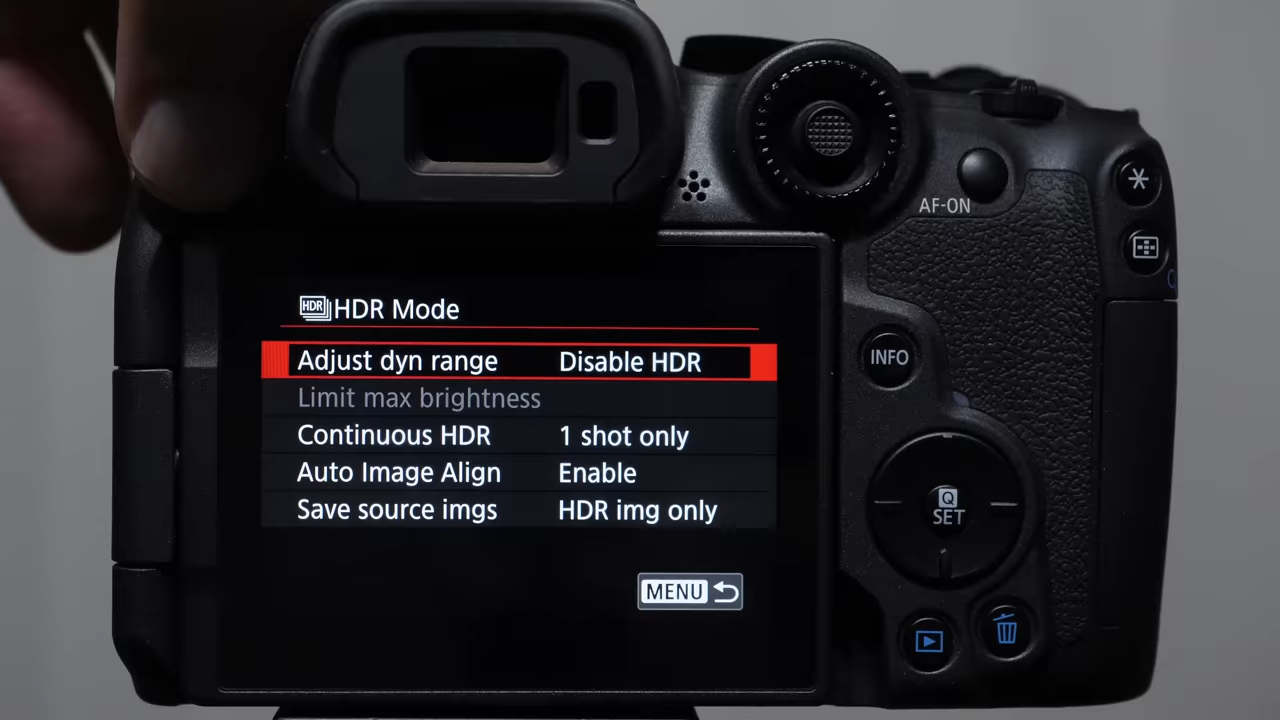 AF-ON
HDR HDR Mode
Adjust dyn range Disable HDR
Limit max brightness
Continuous HDR 1 shot only
Auto Image Align Enable
Save source imgs HDR img only
MENU
INFO
Q
SET